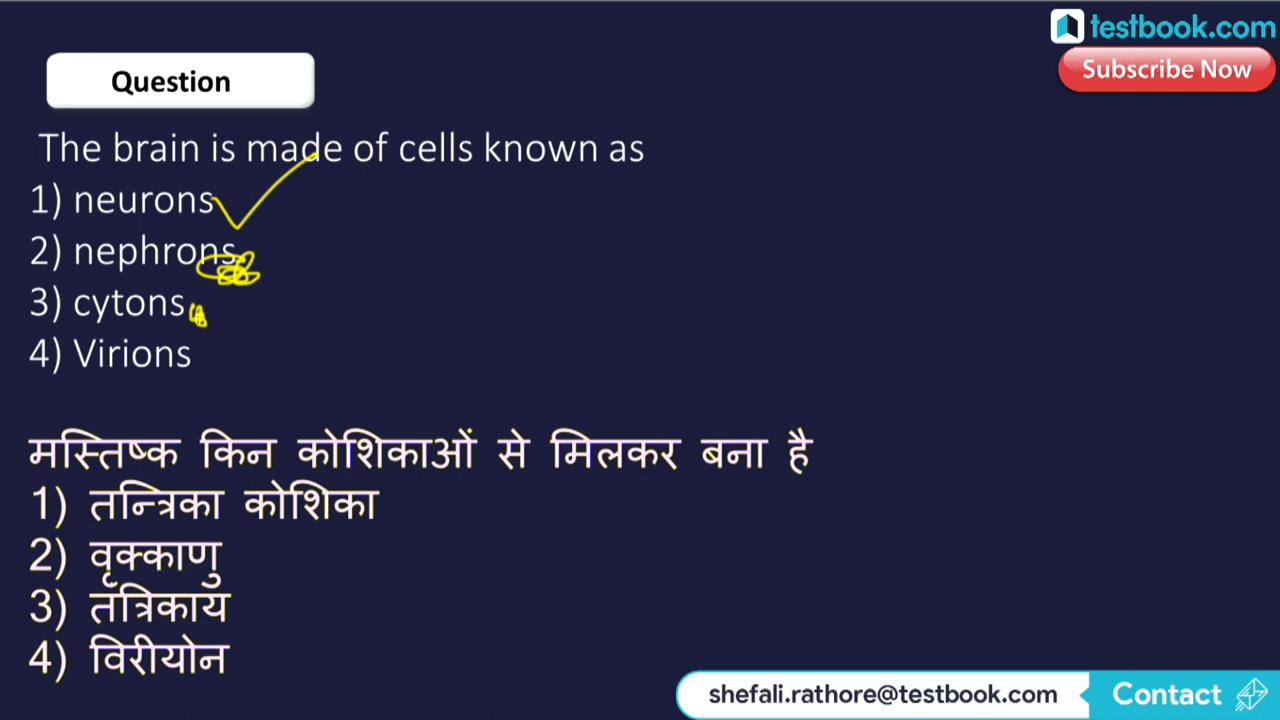 testbook.com
Subscribe Now
Question
The brain is made of cells known as
1) neurons
2) nephrons
3) cytons
4) Virions
मस्तिष्क किन कोशिकाओं से मिलकर बना है
1) तन्त्रिका कोशिका
2) वृक्काणु
3) तंत्रिकाय
4) विरीयोन
shefali.rathore@testbook.com
Contact